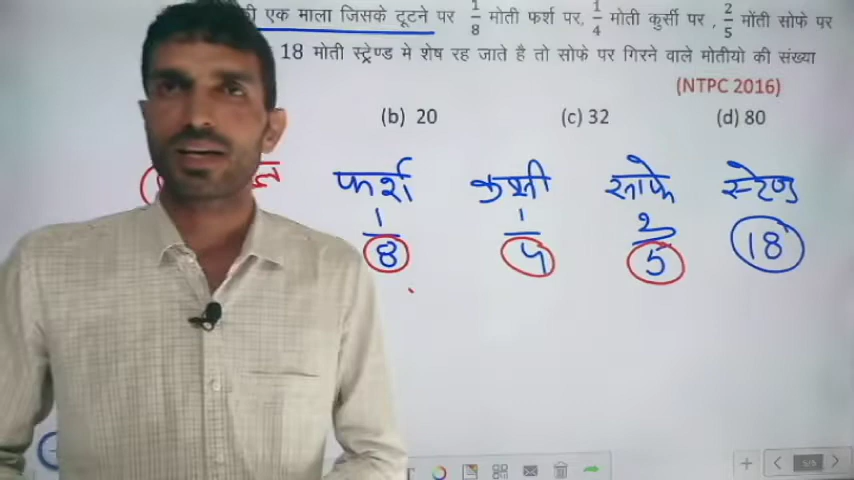 एक माला जिसके टूटने पर 1/8 मोती फर्श पर, 1/4 मोती कुर्सी पर , 2/5 मोंती सोफे पर
18 मोती स्ट्रेण्ड मे शेष रह जाते है तो सोफे पर गिरने वाले मोतीयो की संख्या
(NTPC 2016)
(b) 20 (c) 32 (d) 80
फर्श कुर्सी सोफे स्टेण्ड
1/8 1/4 2/5 18